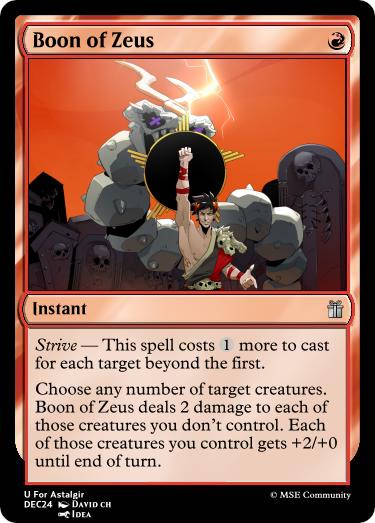 Boon of Zeus
Instant
Strive — This spell costs 1 more to cast
for each target beyond the first.
Choose any number of target creatures.
Boon of Zeus deals 2 damage to each of
those creatures you don't control. Each
of those creatures you control gets +2/+0
until end of turn.
U For Astalgir
DEC24 David ch
Idea
© MSE Community